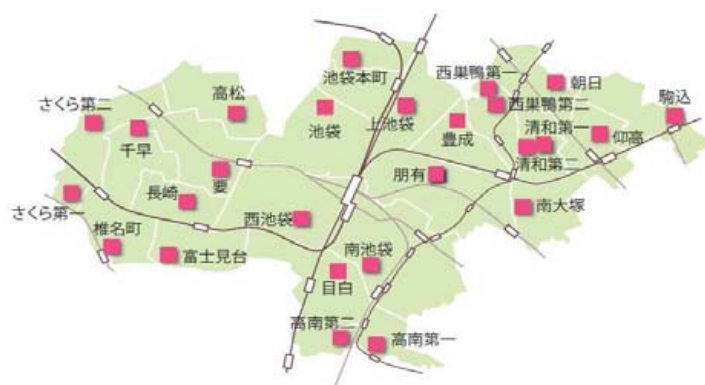 池袋本町
西巣鴨第一
朝日
高松
さくら第二
池袋
上池袋
西巣鴨第二
駒込
千早
豊成
清和第一
仰高
要
朋有
清和第二
長崎
さくら第一
西池袋
南大塚
椎名町
富士見台
南池袋
目白
高南第二
高南第一